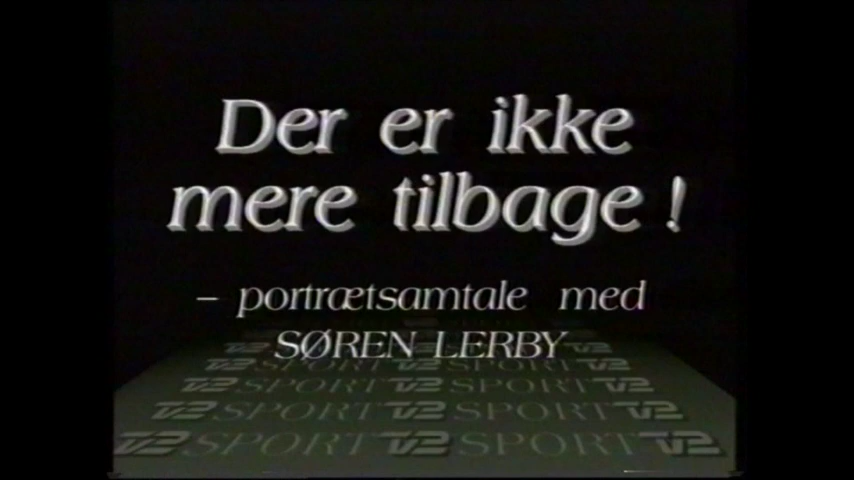 Der er ikke
mere tilbage !
– portrætsamtale med
SØREN LERBY
TV2 SPORT TV2 SPORT TV2
TV2 SPORT TV2 SPORT TV2
TV2 SPORT TV2 SPORT TV2